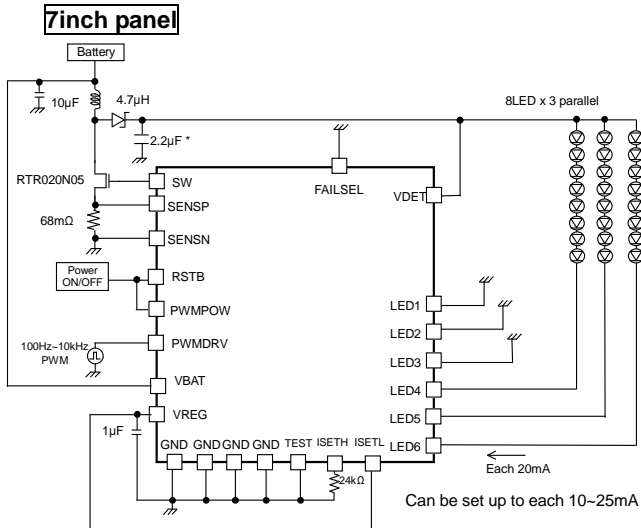 7inch panel
Battery
10μF
4.7μH
2.2μF *
8LED x 3 parallel
RTR020N05
68mΩ
SW
SENSP
SENSN
FAILSEL
VDET
Power
ON/OFF
RSTB
PWMPOW
100Hz~10kHz
PWM
PWMDRV
VBAT
VREG
1μF
LED1
LED2
LED3
LED4
LED5
LED6
GND
GND
GND
GND
TEST
ISETH
ISETL
24kΩ
Each 20mA
Can be set up to each 10~25mA